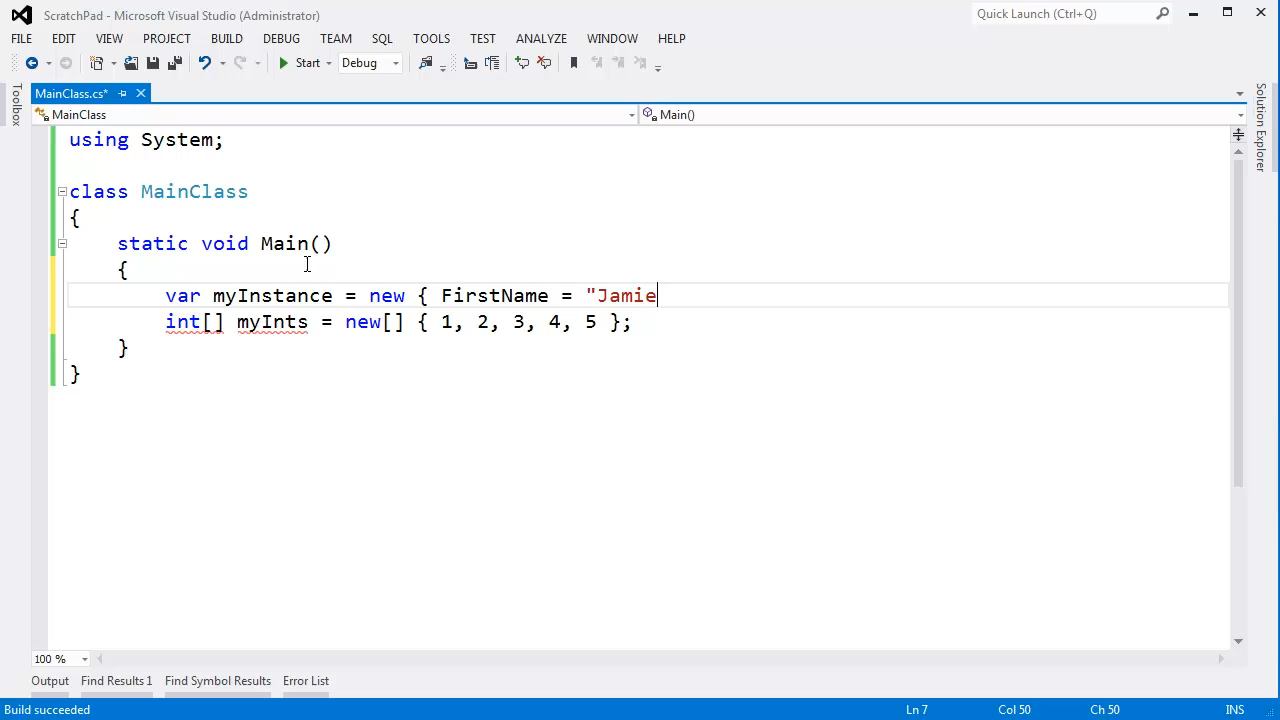 ScratchPad - Microsoft Visual Studio (Administrator)
Quick Launch (Ctrl+Q)
FILE EDIT VIEW PROJECT BUILD DEBUG TEAM SQL TOOLS TEST ANALYZE WINDOW HELP
Start Debug
Toolbox
MainClass.cs*
Solution Explorer
MainClass Main()
using System;
class MainClass
{
static void Main()
{
var myInstance = new { FirstName = "Jamie
int[] myInts = new[] { 1, 2, 3, 4, 5 };
}
}
100 %
Output Find Results 1 Find Symbol Results Error List
Build succeeded Ln 7 Col 50 Ch 50 INS